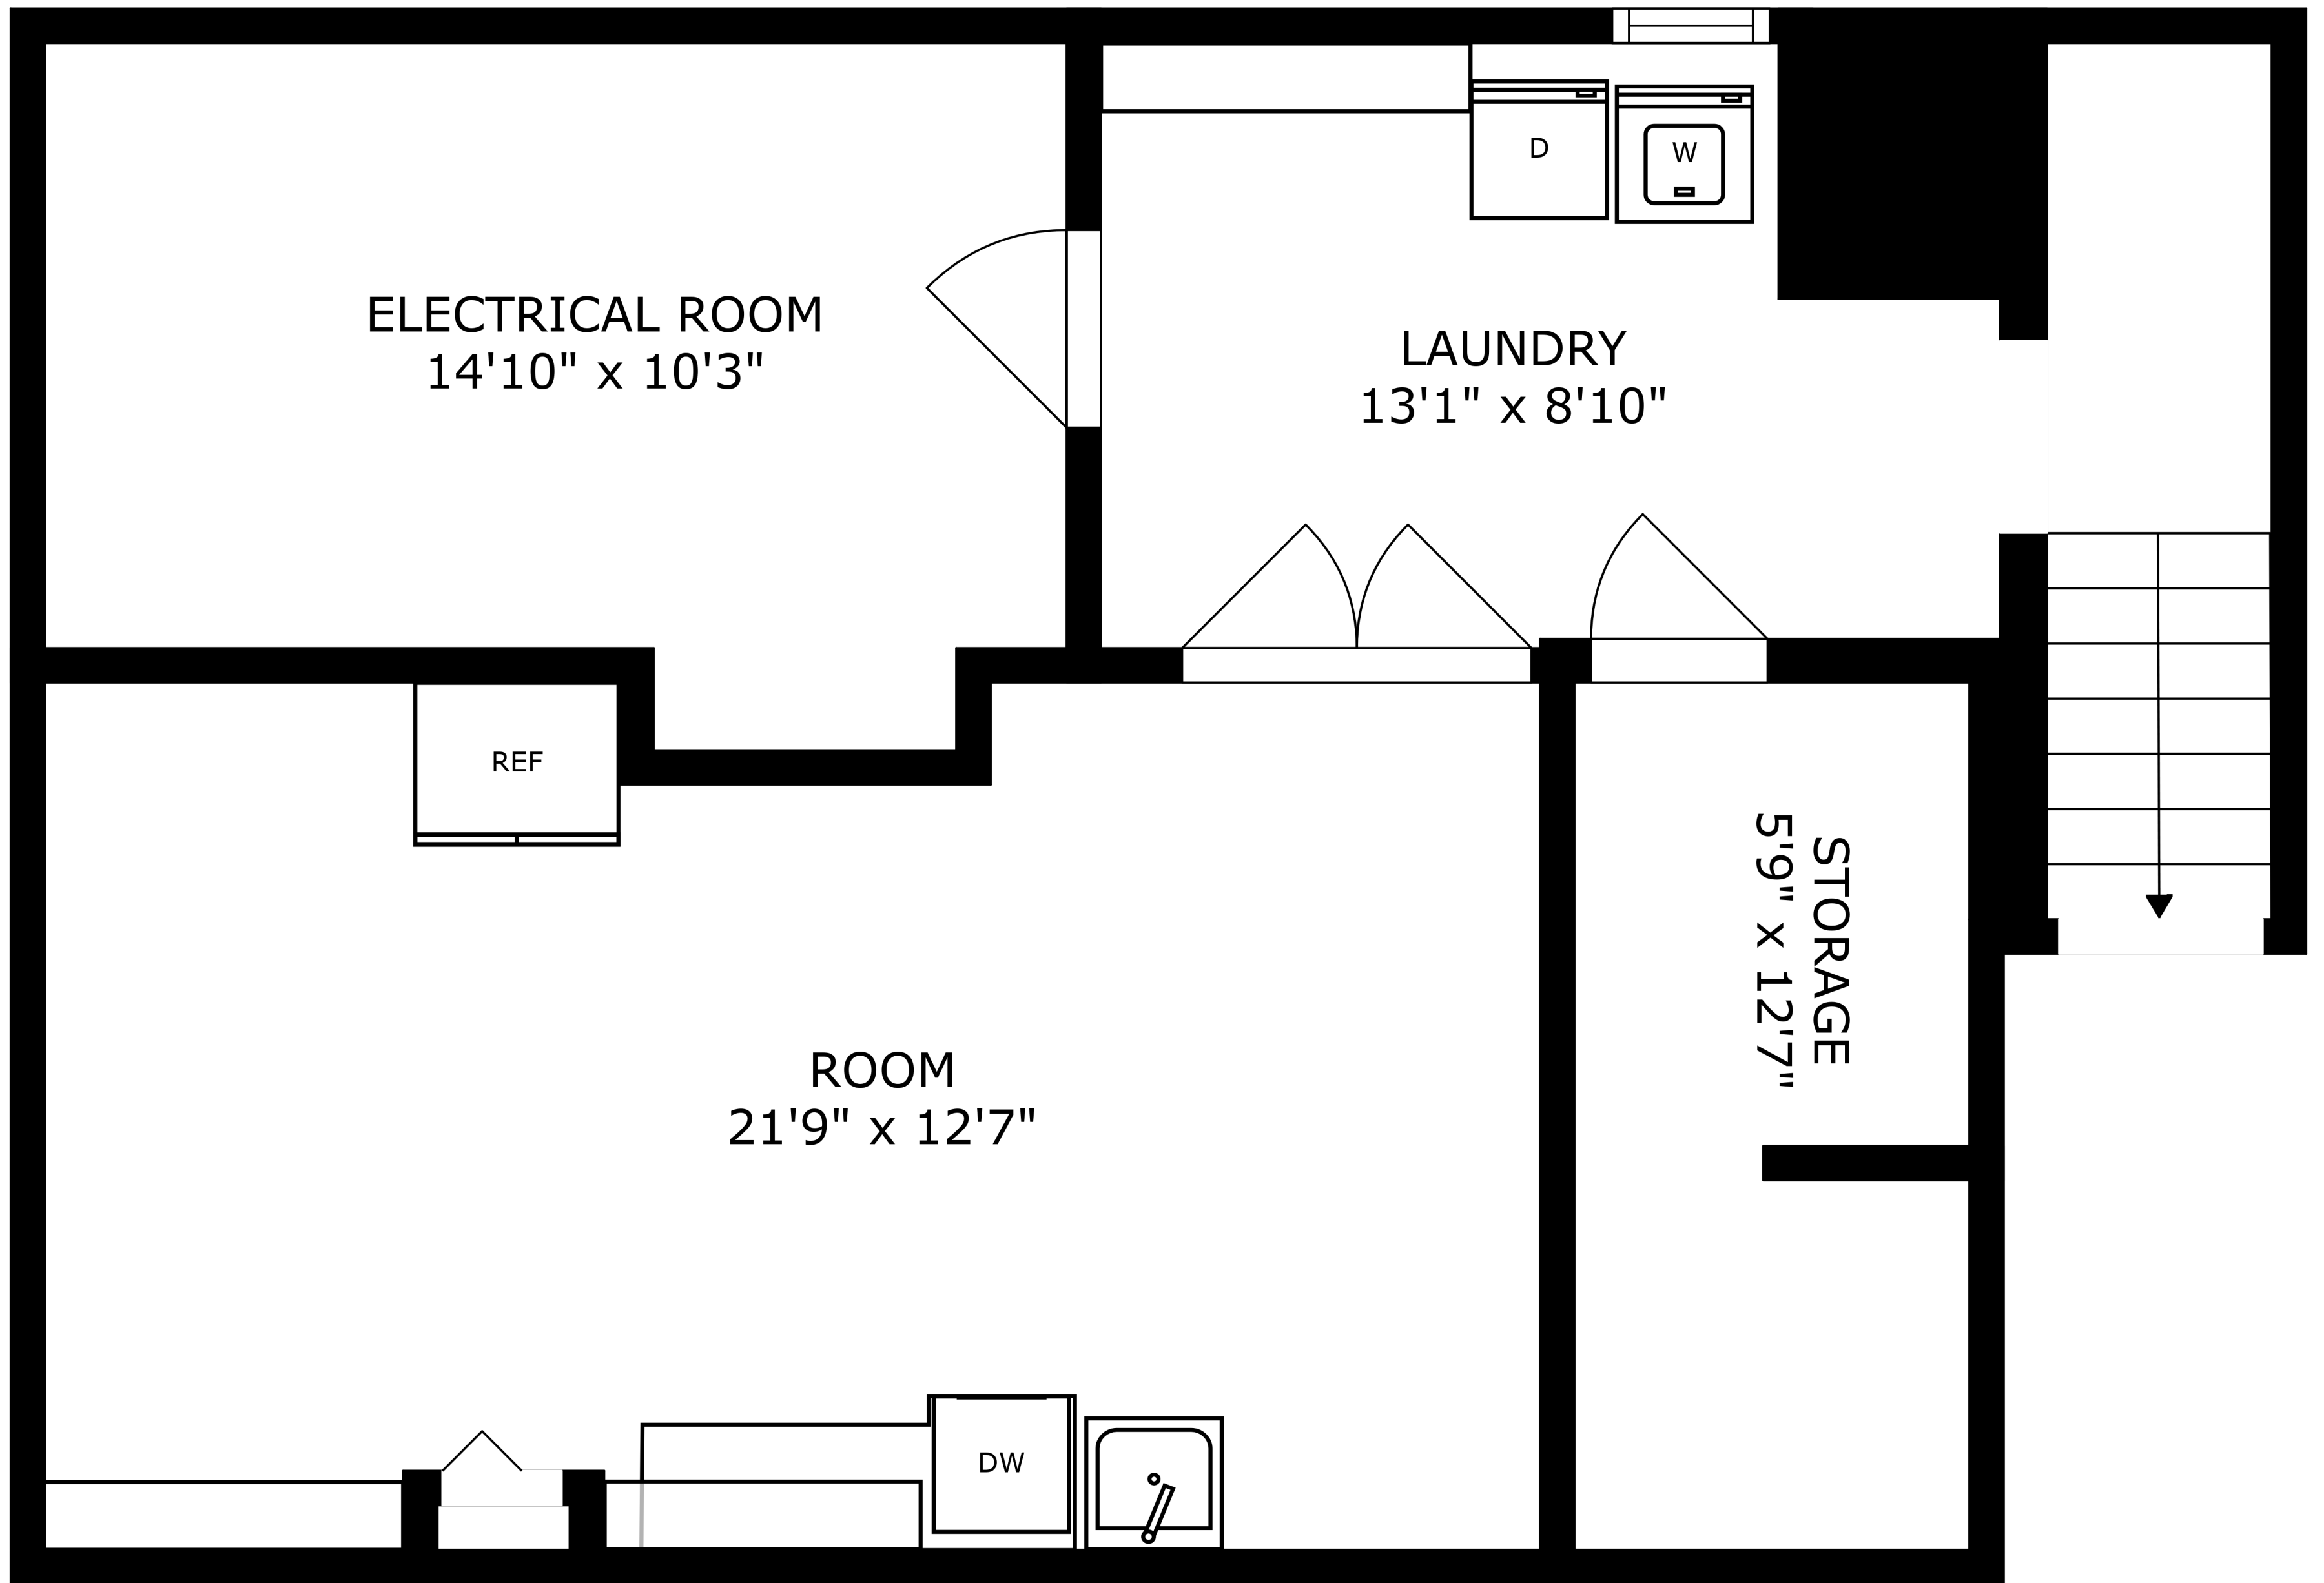 D
W
ELECTRICAL ROOM
14'10" x 10'3"
LAUNDRY
13'1" x 8'10"
REF
STORAGE
5'9" x 12'7"
ROOM
21'9" x 12'7"
DW